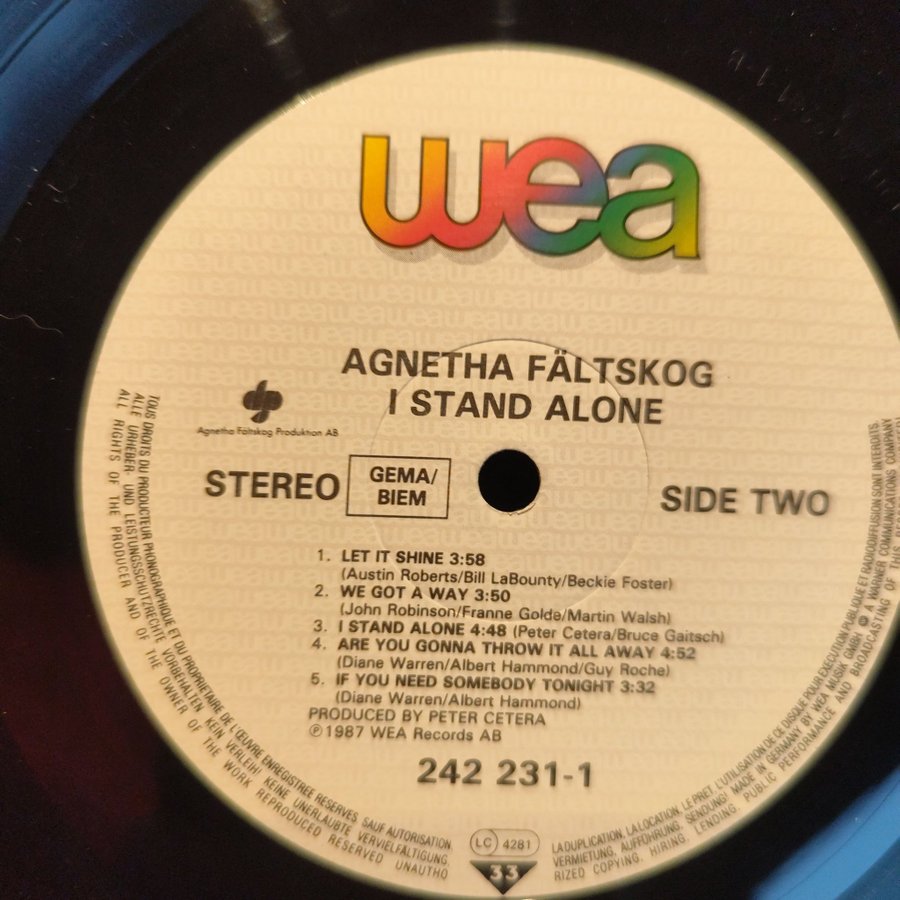 wea
AGNETHA FÄLTSKOG
I STAND ALONE
Agnetha Fältskog Produktion AB
STEREO
GEMA/
BIEM
SIDE TWO
1. LET IT SHINE 3:58
(Austin Roberts/Bill LaBounty/Beckie Foster)
2. WE GOT A WAY 3:50
(John Robinson/Franne Golde/Martin Walsh)
3. I STAND ALONE 4:48 (Peter Cetera/Bruce Gaitsch)
4. ARE YOU GONNA THROW IT ALL AWAY 4:52
(Diane Warren/Albert Hammond/Guy Roche)
5. IF YOU NEED SOMEBODY TONIGHT 3:32
(Diane Warren/Albert Hammond)
PRODUCED BY PETER CETERA
℗1987 WEA Records AB
242 231-1
LC 4281
33
TOUS DROITS DU PRODUCTEUR PHONOGRAPHIQUE ET DU PROPRIETAIRE DE L'ŒUVRE ENREGISTREE RESERVES SAUF AUTORISATION LA DUPLICATION, LA LOCATION, LE PRET, L'UTILISATION DE CE DISQUE POUR EXECUTION PUBLIQUE ET RADIODIFFUSION SONT INTERDITS.
ALLE URHEBER- UND LEISTUNGSSCHUTZRECHTE VORBEHALTEN KEIN VERLEIH! KEINE UNERLAUBTE VERVIELFÄLTIGUNG, VERMIETUNG, AUFFÜHRUNG, SENDUNG! MADE IN GERMANY BY WEA MUSIK GMBH A WARNER COMMUNICATIONS COMPANY
ALL RIGHTS OF THE PRODUCER AND OF THE OWNER OF THE WORK REPRODUCED RESERVED UNAUTHORIZED COPYING, HIRING, LENDING, PUBLIC PERFORMANCE AND BROADCASTING OF THIS